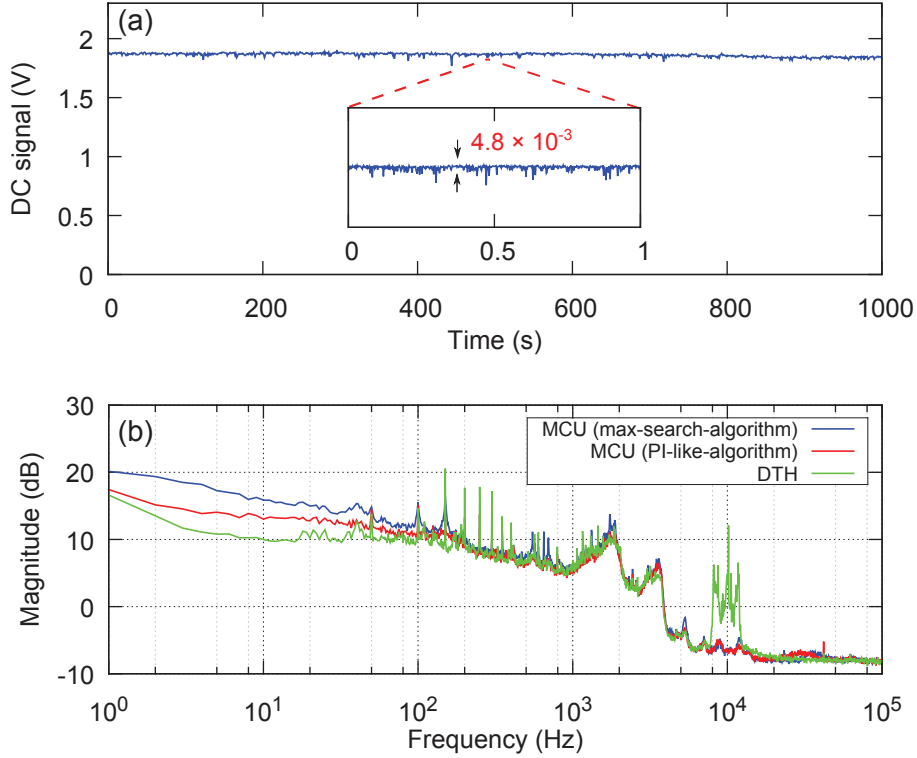 (a)
2
1.5
1
0.5
0
DC signal (V)
4.8 × 10⁻³
0 0.5 1
0 200 400 600 800 1000
Time (s)
(b)
30
20
10
0
-10
Magnitude (dB)
MCU (max-search-algorithm)
MCU (PI-like-algorithm)
DTH
10⁰ 10¹ 10² 10³ 10⁴ 10⁵
Frequency (Hz)